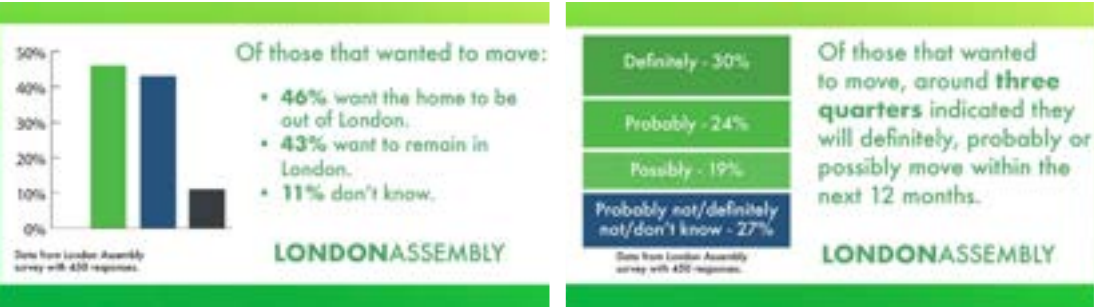 50%
40%
30%
20%
10%
0%
Of those that wanted to move:
• 46% want the home to be
out of London.
• 43% want to remain in
London.
• 11% don't know.
Data from London Assembly
survey with 450 responses.
LONDONASSEMBLY
Definitely - 30%
Probably - 24%
Possibly - 19%
Probably not/definitely
not/don't know - 27%
Data from London Assembly
survey with 450 responses.
Of those that wanted
to move, around three
quarters indicated they
will definitely, probably or
possibly move within the
next 12 months.
LONDONASSEMBLY